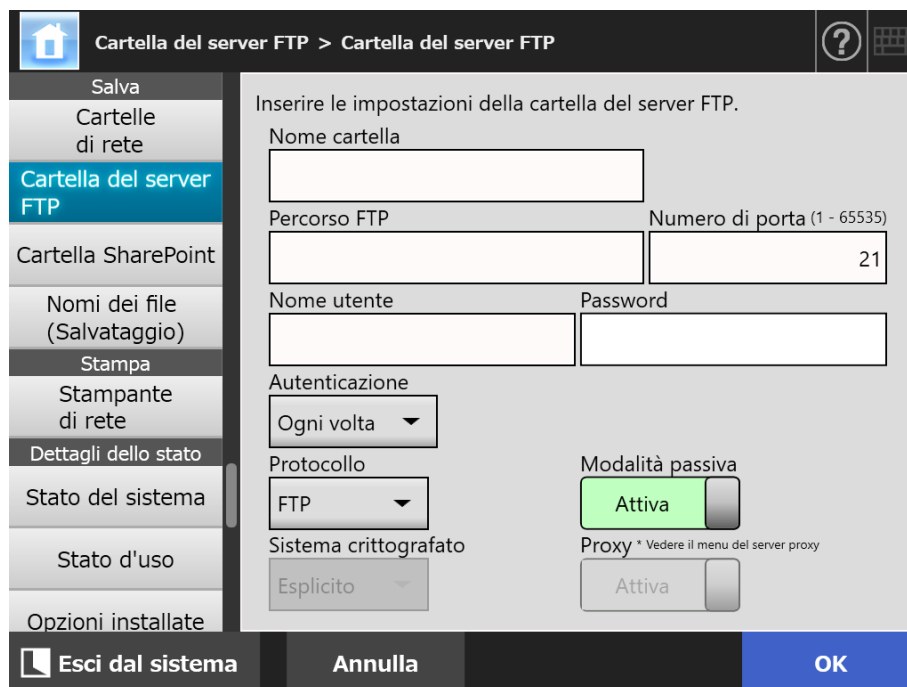 Cartella del server FTP > Cartella del server FTP
?
Salva
Cartelle
di rete
Cartella del server
FTP
Cartella SharePoint
Nomi dei file
(Salvataggio)
Stampa
Stampante
di rete
Dettagli dello stato
Stato del sistema
Stato d'uso
Opzioni installate
Inserire le impostazioni della cartella del server FTP.
Nome cartella
Percorso FTP Numero di porta (1 - 65535)
21
Nome utente Password
Autenticazione
Ogni volta
Protocollo Modalità passiva
FTP Attiva
Sistema crittografato Proxy * Vedere il menu del server proxy
Esplicito Attiva
Esci dal sistema Annulla OK